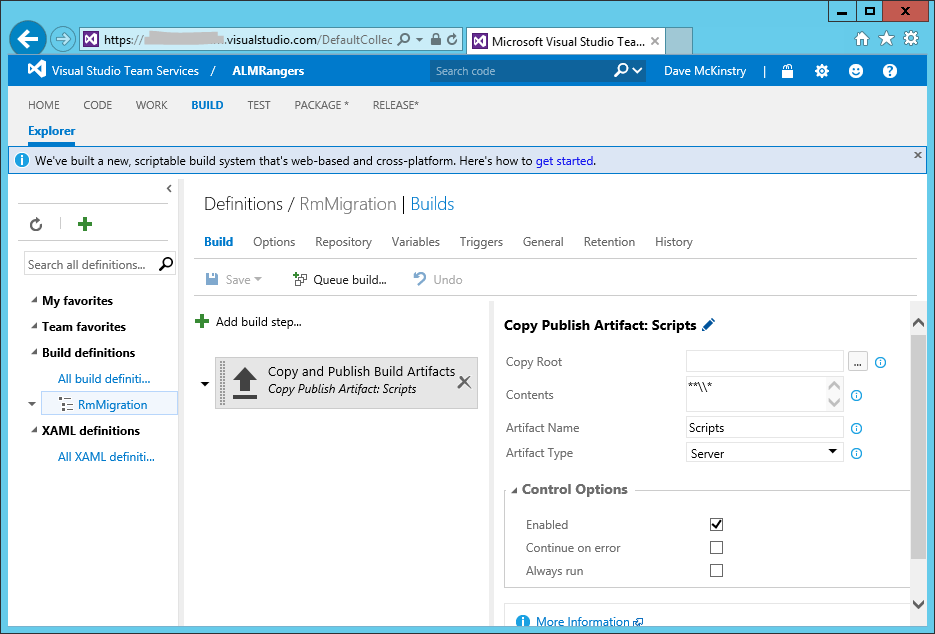 https://
.visualstudio.com/DefaultCollec
Microsoft Visual Studio Tea...
Visual Studio Team Services / ALMRangers
Search code
Dave McKinstry |
HOME CODE WORK BUILD TEST PACKAGE * RELEASE*
Explorer
We've built a new, scriptable build system that's web-based and cross-platform. Here's how to get started.
Search all definitions...
My favorites
Team favorites
Build definitions
All build definiti...
RmMigration
XAML definitions
All XAML definiti...
Definitions / RmMigration | Builds
Build Options Repository Variables Triggers General Retention History
Save Queue build... Undo
Add build step...
Copy and Publish Build Artifacts
Copy Publish Artifact: Scripts
Copy Publish Artifact: Scripts
Copy Root ...
Contents **\\*
Artifact Name Scripts
Artifact Type Server
Control Options
Enabled
Continue on error
Always run
More Information